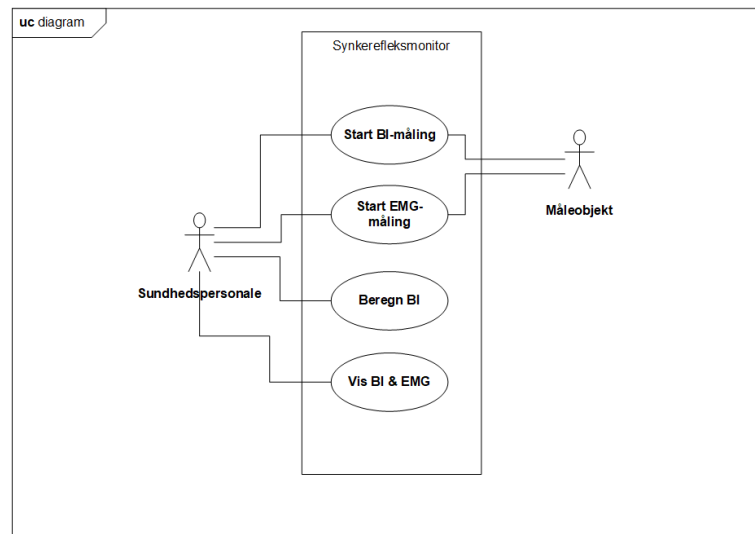 uc diagram
Synkerefleksmonitor
Start BI-måling
Start EMG-
måling
Måleobjekt
Sundhedspersonale
Beregn BI
Vis BI & EMG